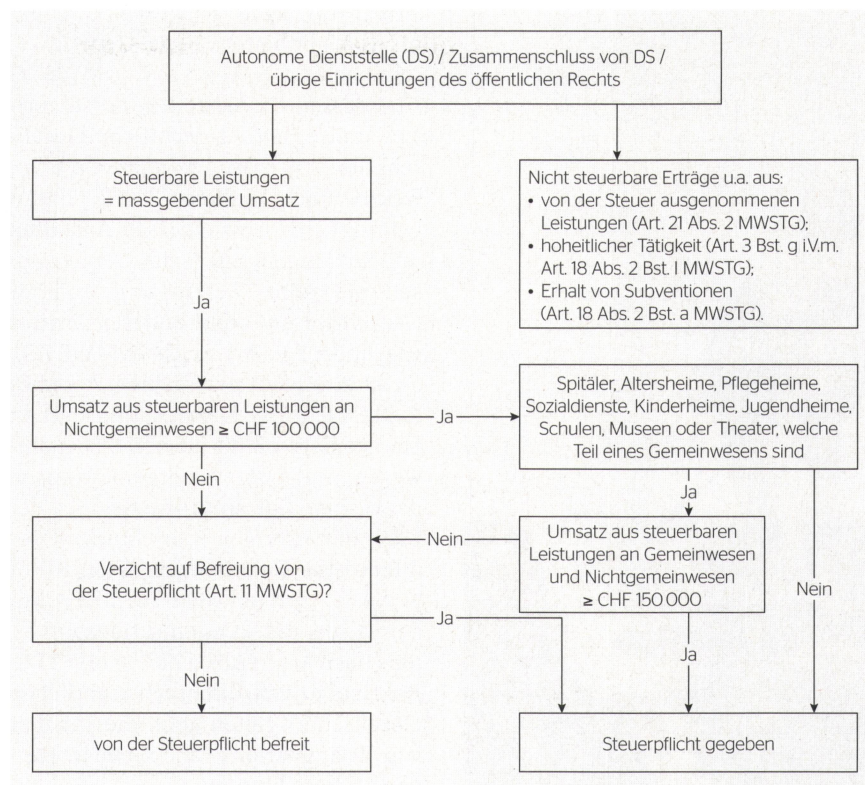 Autonome Dienststelle (DS) / Zusammenschluss von DS /
übrige Einrichtungen des öffentlichen Rechts
Steuerbare Leistungen
= massgebender Umsatz
Nicht steuerbare Erträge u.a. aus:
• von der Steuer ausgenommenen
Leistungen (Art. 21 Abs. 2 MWSTG);
• hoheitlicher Tätigkeit (Art. 3 Bst. g i.V.m.
Art. 18 Abs. 2 Bst. l MWSTG);
• Erhalt von Subventionen
(Art. 18 Abs. 2 Bst. a MWSTG).
Ja
Umsatz aus steuerbaren Leistungen an
Nichtgemeinwesen ≥ CHF 100 000
Ja
Spitäler, Altersheime, Pflegeheime,
Sozialdienste, Kinderheime, Jugendheime,
Schulen, Museen oder Theater, welche
Teil eines Gemeinwesens sind
Nein
Ja
Verzicht auf Befreiung von
der Steuerpflicht (Art. 11 MWSTG)?
Nein
Umsatz aus steuerbaren
Leistungen an Gemeinwesen
und Nichtgemeinwesen
≥ CHF 150 000
Nein
Ja
Ja
Nein
von der Steuerpflicht befreit
Steuerpflicht gegeben